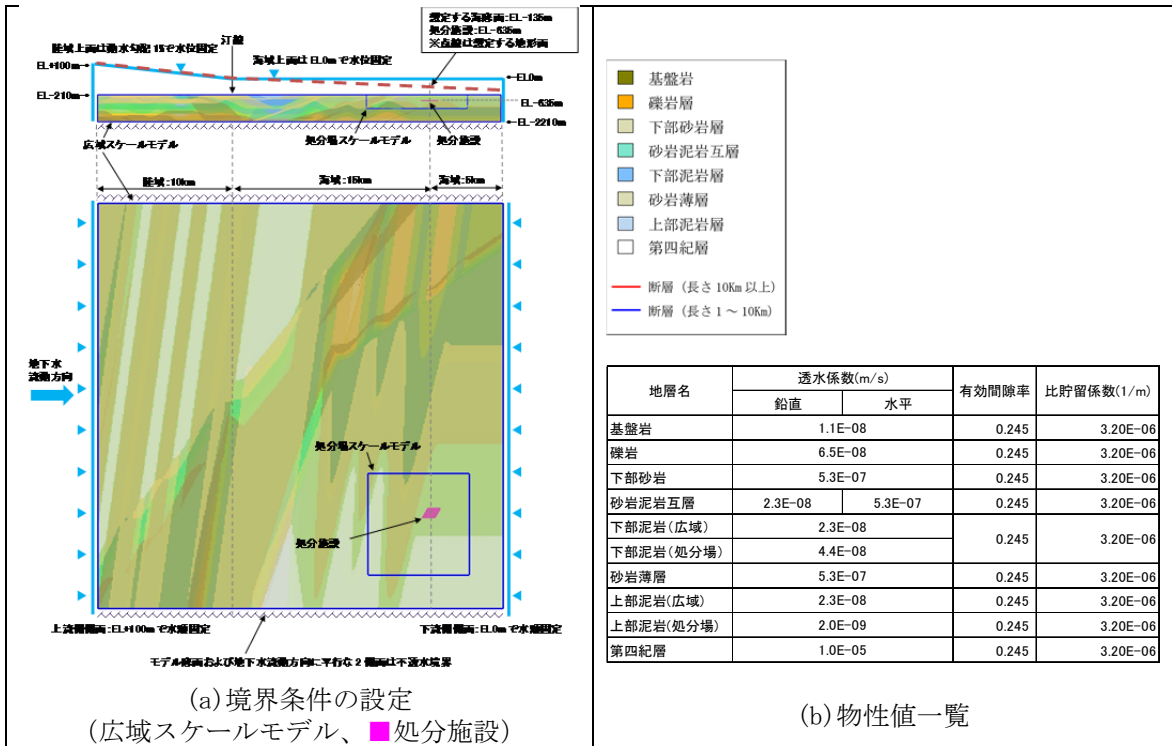 想定する海底面:EL-135m
処分施設:EL-635m
※点線は想定する地形面
汀線
陸域上面は動水勾配1%で水位固定
海域上面はEL0mで水位固定
EL+100m
EL0m
EL-210m
EL-635m
EL-2210m
広域スケールモデル
処分場スケールモデル
処分施設
陸域:10km
海域:15km
海域:5km
地下水
流動方向
処分場スケールモデル
処分施設
上流側側面:EL+100mで水頭固定
下流側側面:EL0mで水頭固定
モデル底面および地下水流動方向に平行な2側面は不透水境界
(a)境界条件の設定
(広域スケールモデル、■処分施設)
基盤岩
礫岩層
下部砂岩層
砂岩泥岩互層
下部泥岩層
砂岩薄層
上部泥岩層
第四紀層
断層 (長さ 10Km 以上)
断層 (長さ 1 ～ 10Km)
地層名 透水係数(m/s) 有効間隙率 比貯留係数(1/m)
鉛直 水平
基盤岩 1.1E-08 0.245 3.20E-06
礫岩 6.5E-08 0.245 3.20E-06
下部砂岩 5.3E-07 0.245 3.20E-06
砂岩泥岩互層 2.3E-08 5.3E-07 0.245 3.20E-06
下部泥岩(広域) 2.3E-08 0.245 3.20E-06
下部泥岩(処分場) 4.4E-08
砂岩薄層 5.3E-07 0.245 3.20E-06
上部泥岩(広域) 2.3E-08 0.245 3.20E-06
上部泥岩(処分場) 2.0E-09 0.245 3.20E-06
第四紀層 1.0E-05 0.245 3.20E-06
(b)物性値一覧